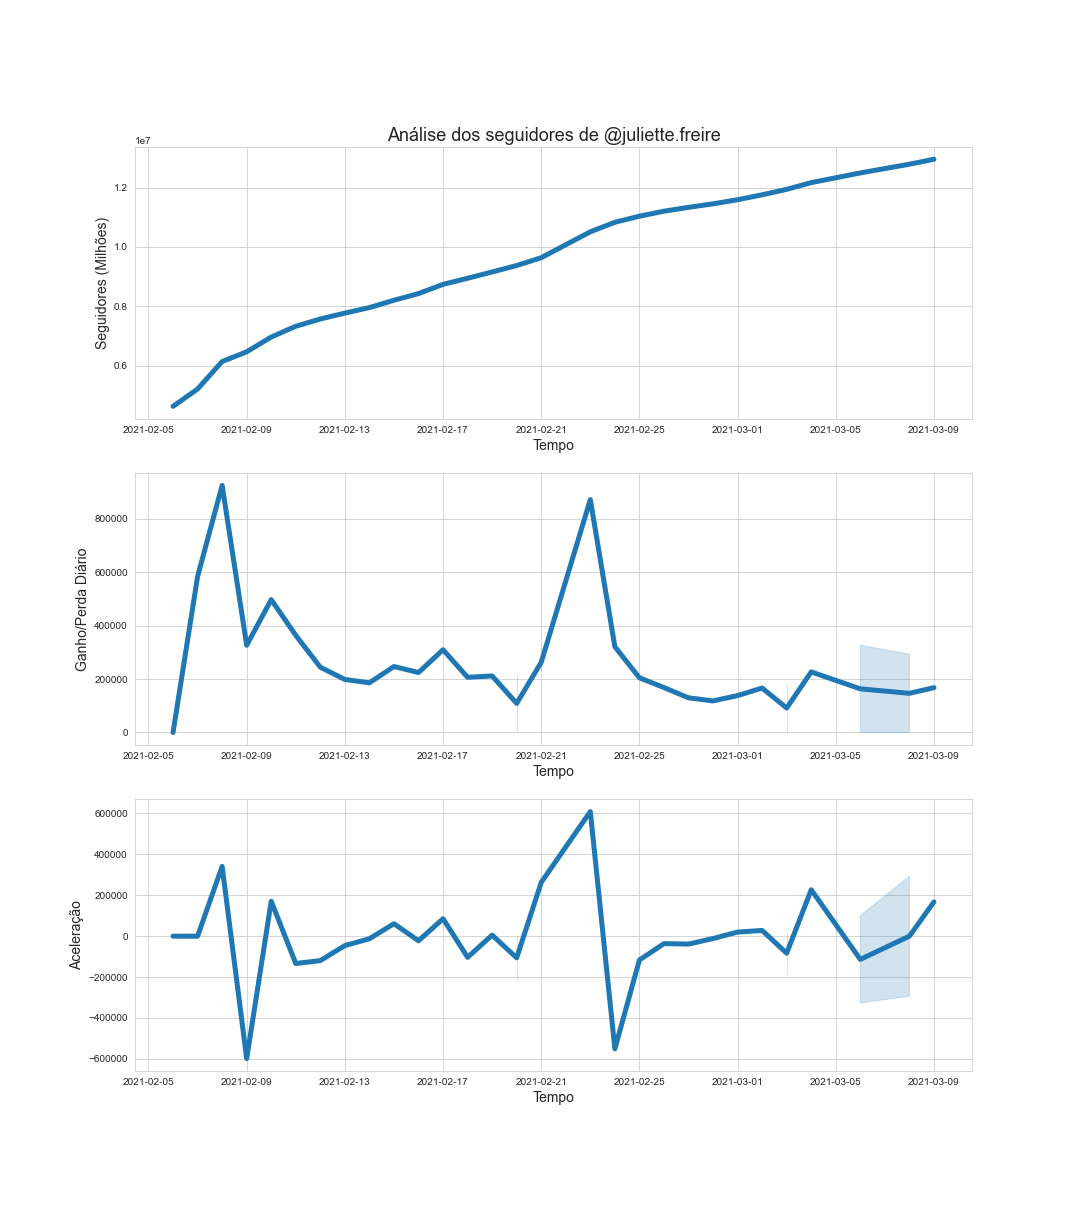 Análise dos seguidores de @juliette.freire
1e7
1.2
1.0
0.8
0.6
Seguidores (Milhões)
2021-02-05 2021-02-09 2021-02-13 2021-02-17 2021-02-21 2021-02-25 2021-03-01 2021-03-05 2021-03-09
Tempo
800000
600000
400000
200000
0
Ganho/Perda Diário
2021-02-05 2021-02-09 2021-02-13 2021-02-17 2021-02-21 2021-02-25 2021-03-01 2021-03-05 2021-03-09
Tempo
600000
400000
200000
0
−200000
−400000
−600000
Aceleração
2021-02-05 2021-02-09 2021-02-13 2021-02-17 2021-02-21 2021-02-25 2021-03-01 2021-03-05 2021-03-09
Tempo